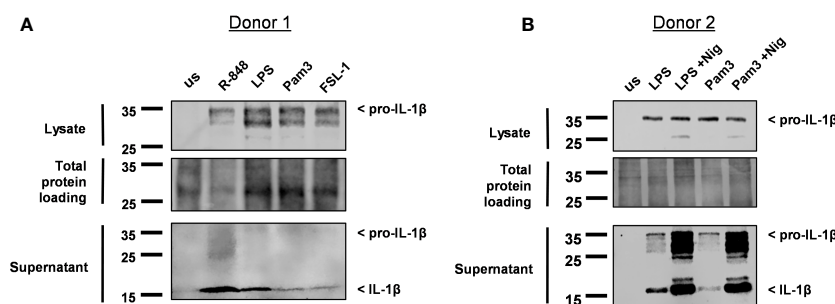 A
Donor 1
us
R-848
LPS
Pam3
FSL-1
Lysate
35
25
< pro-IL-1β
Total
protein
loading
35
25
Supernatant
35
25
15
< pro-IL-1β
< IL-1β
B
Donor 2
us
LPS
LPS +Nig
Pam3
Pam3 +Nig
Lysate
35
25
< pro-IL-1β
Total
protein
loading
35
25
Supernatant
35
25
15
< pro-IL-1β
< IL-1β